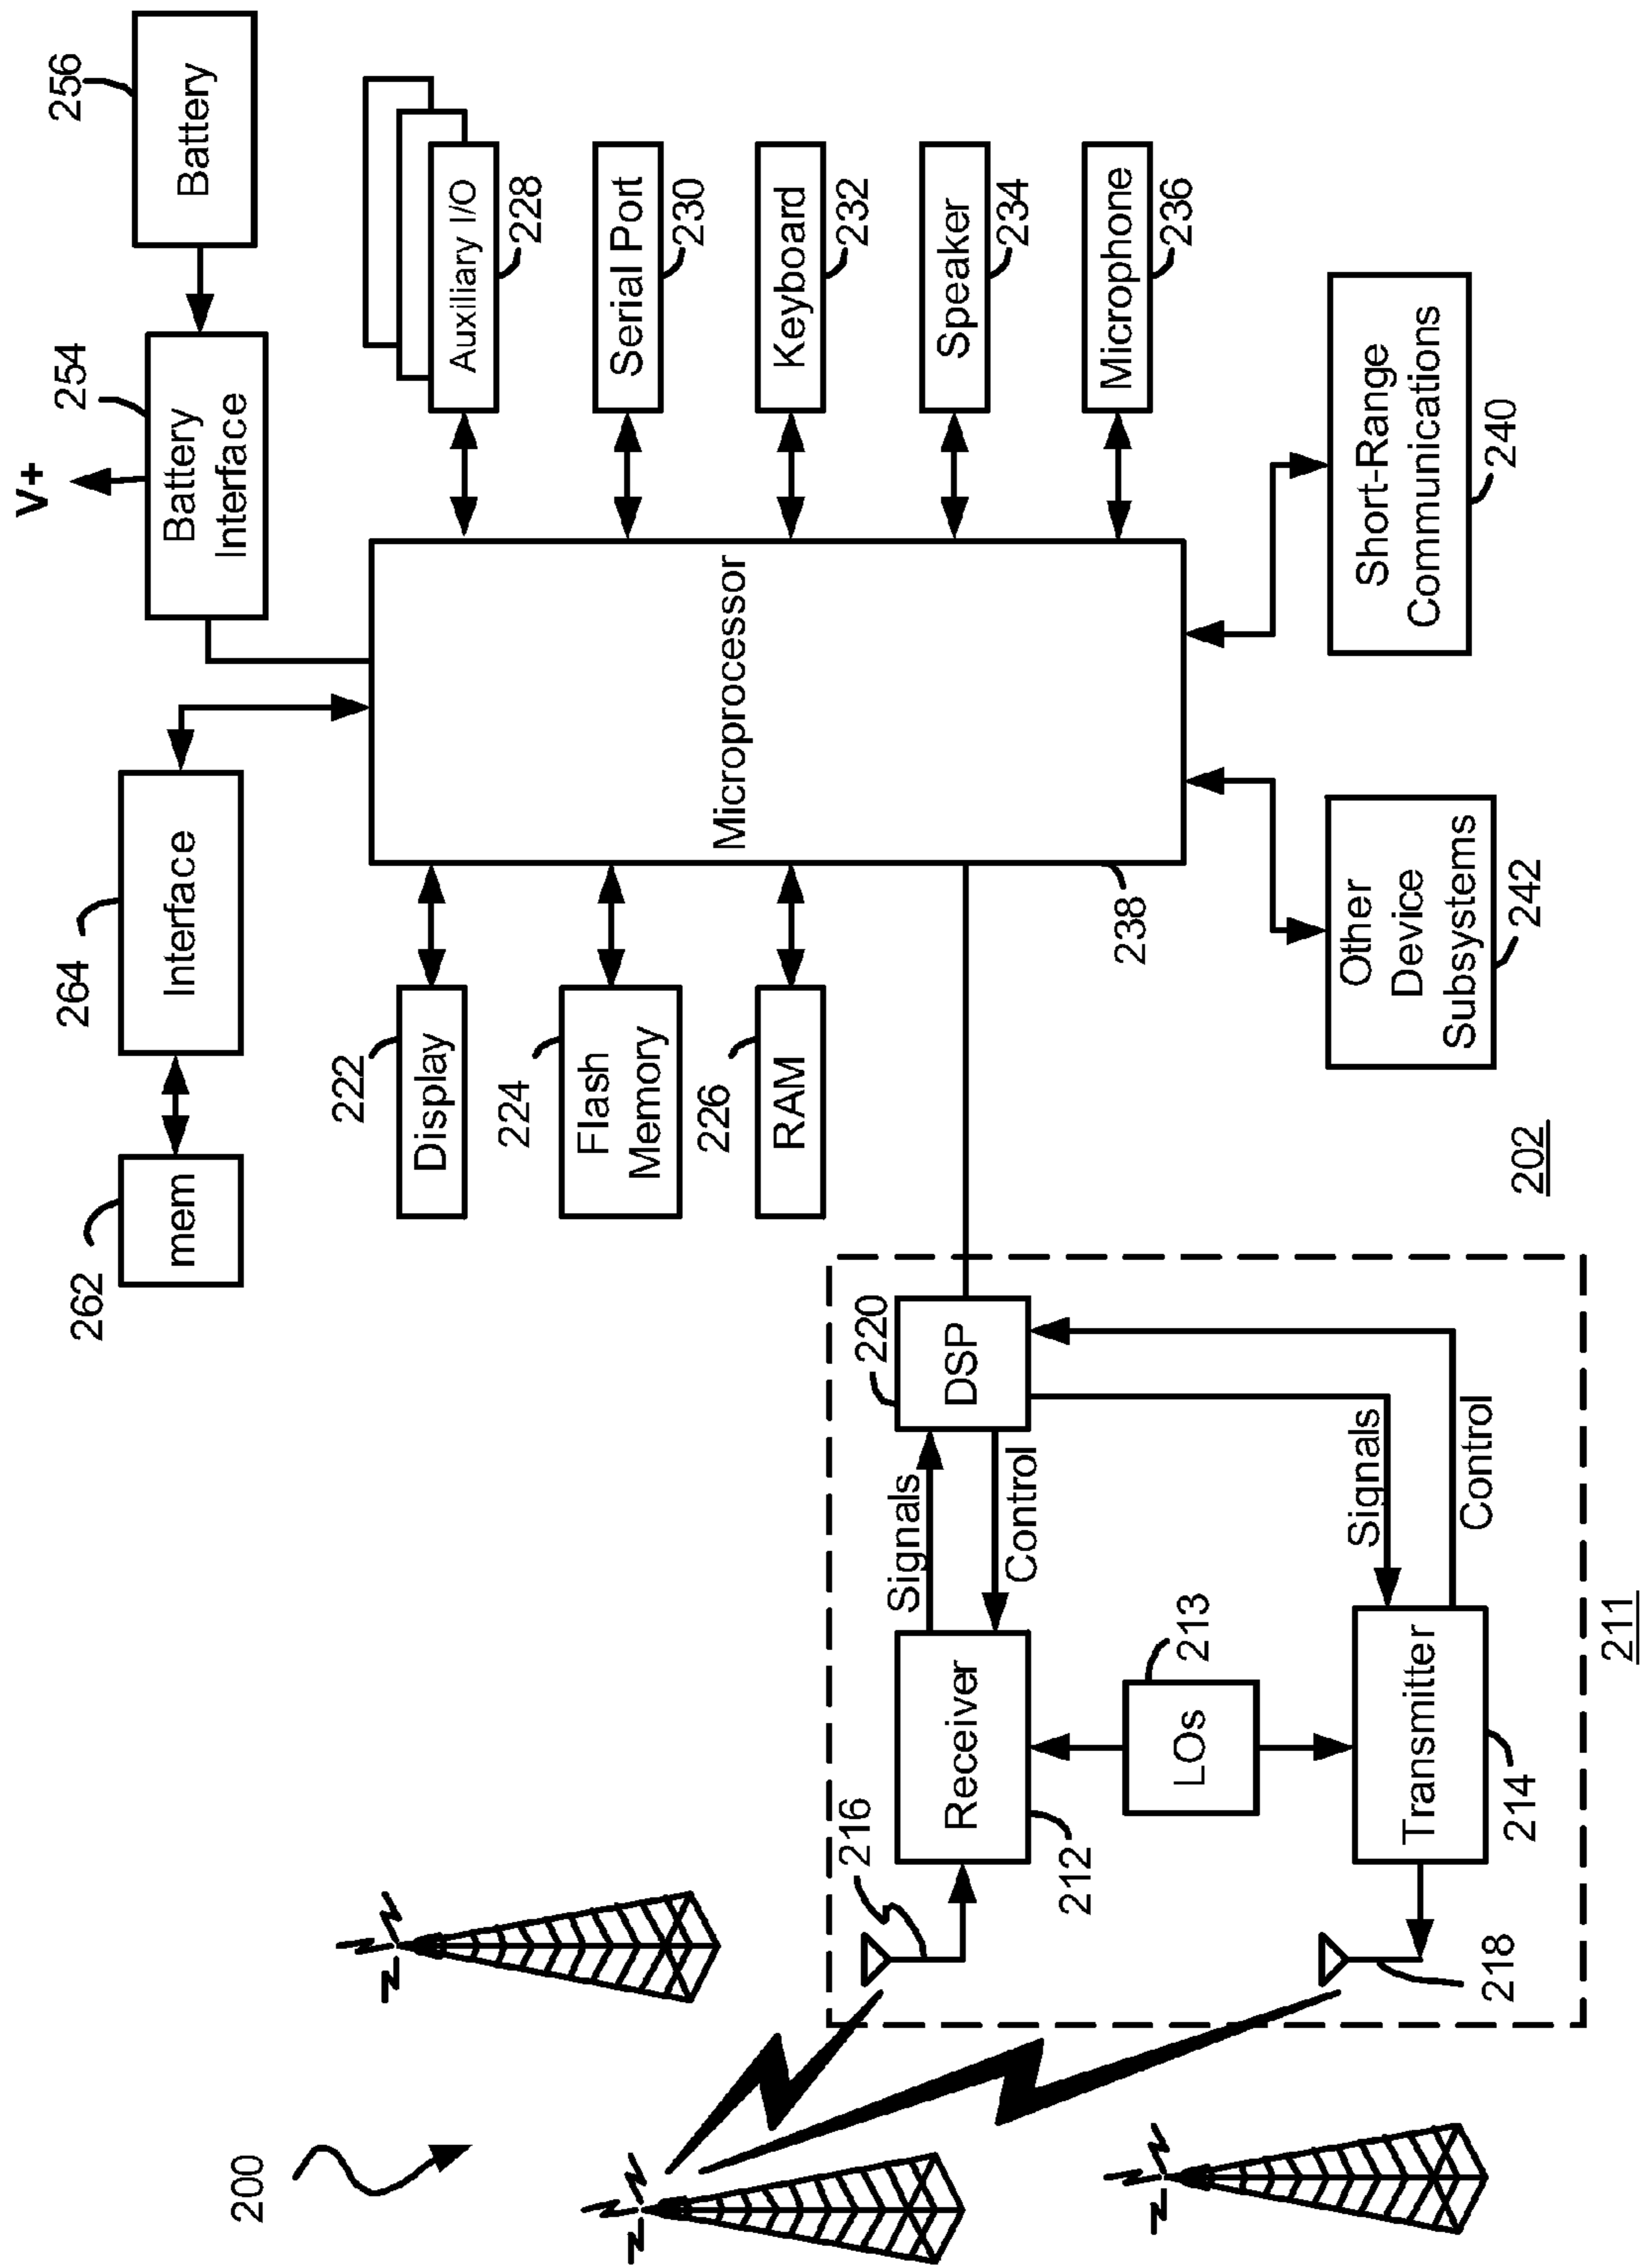 V+
262
264
254
256
mem
Interface
Battery
Interface
Battery
222
Display
224
Flash
Memory
226
RAM
Microprocessor
238
Auxiliary I/O
228
Serial Port
230
Keyboard
232
Speaker
234
Microphone
236
200
216
Receiver
212
Signals
Control
220
DSP
LOs
213
Signals
Control
Transmitter
214
218
211
202
Other
Device
Subsystems
242
Short-Range
Communications
240